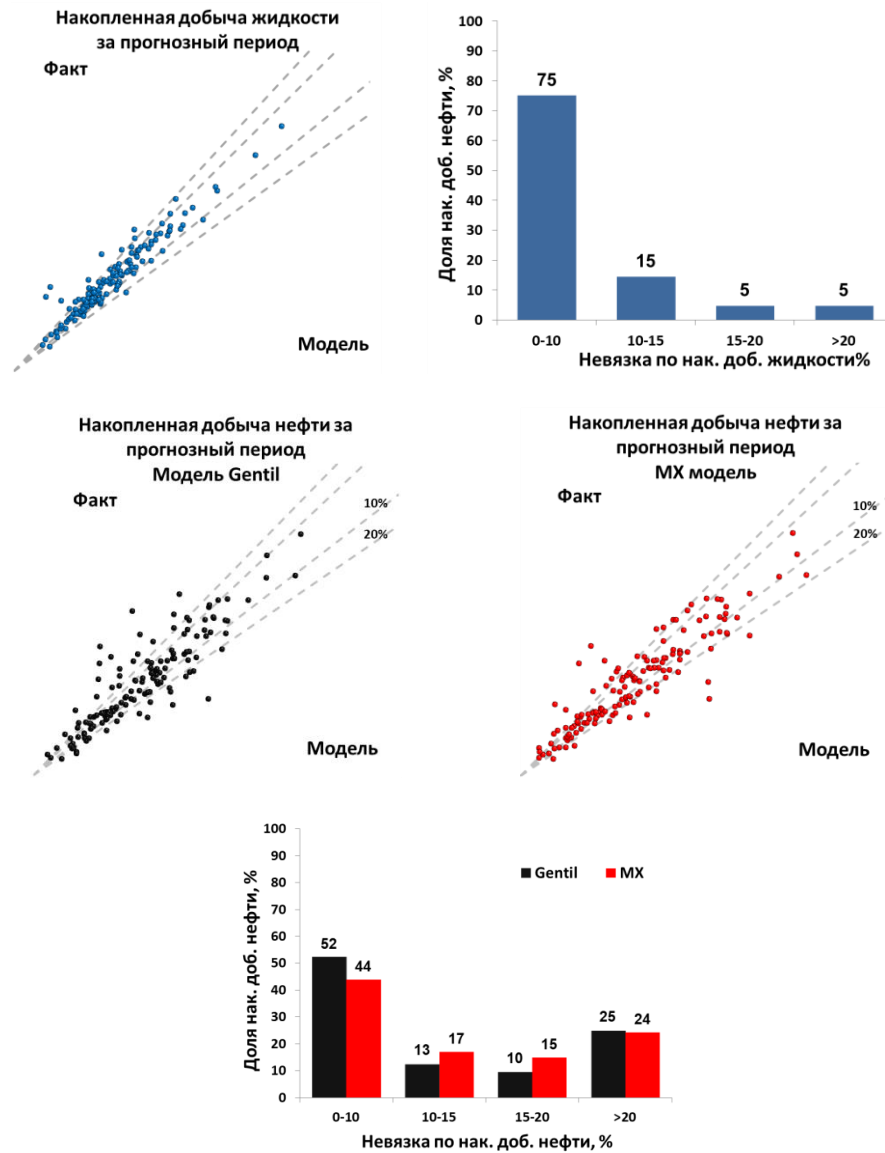 Накопленная добыча жидкости
за прогнозный период
Факт
Модель
Доля нак. доб. нефти, %
100
90
80
70
60
50
40
30
20
10
0
75
15
5
5
0-10
10-15
15-20
>20
Невязка по нак. доб. жидкости%
Накопленная добыча нефти за
прогнозный период
Модель Gentil
Факт
10%
20%
Модель
Накопленная добыча нефти за
прогнозный период
MX модель
Факт
10%
20%
Модель
Доля нак. доб. нефти, %
100
90
80
70
60
50
40
30
20
10
0
Gentil
MX
52
44
13
17
10
15
25
24
0-10
10-15
15-20
>20
Невязка по нак. доб. нефти, %